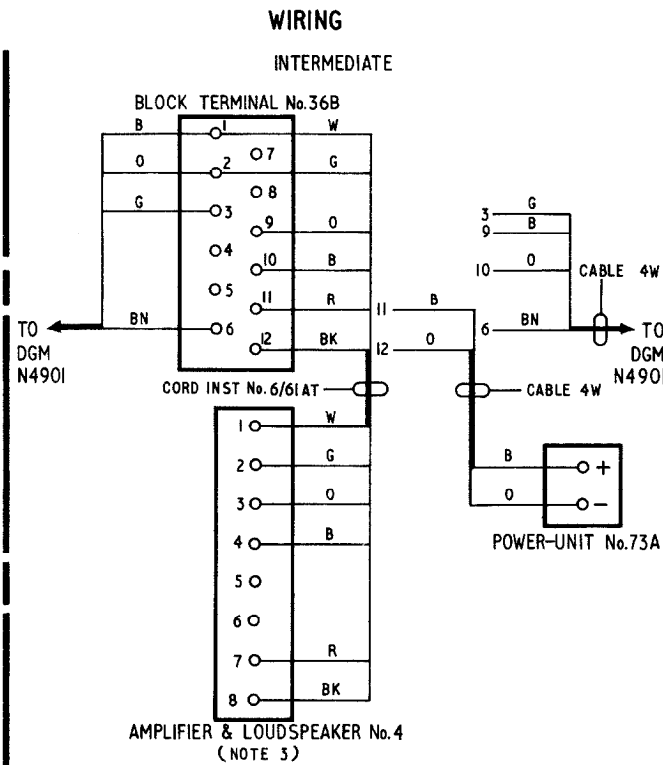 WIRING
INTERMEDIATE
BLOCK TERMINAL No.36B
B 1 W
7
O 2 G
8
G 3
9 O
4
10 B
5
11 R 11 B
BN 6
12 BK 12 O
TO
DGM
N4901
3 G
9 B
10 O
CABLE 4W
6 BN
TO
DGM
N4901
CORD INST No.6/61AT
CABLE 4W
1 W
2 G
3 O
4 B
5
6
7 R
8 BK
B +
O −
POWER-UNIT No.73A
AMPLIFIER & LOUDSPEAKER No.4
(NOTE 3)